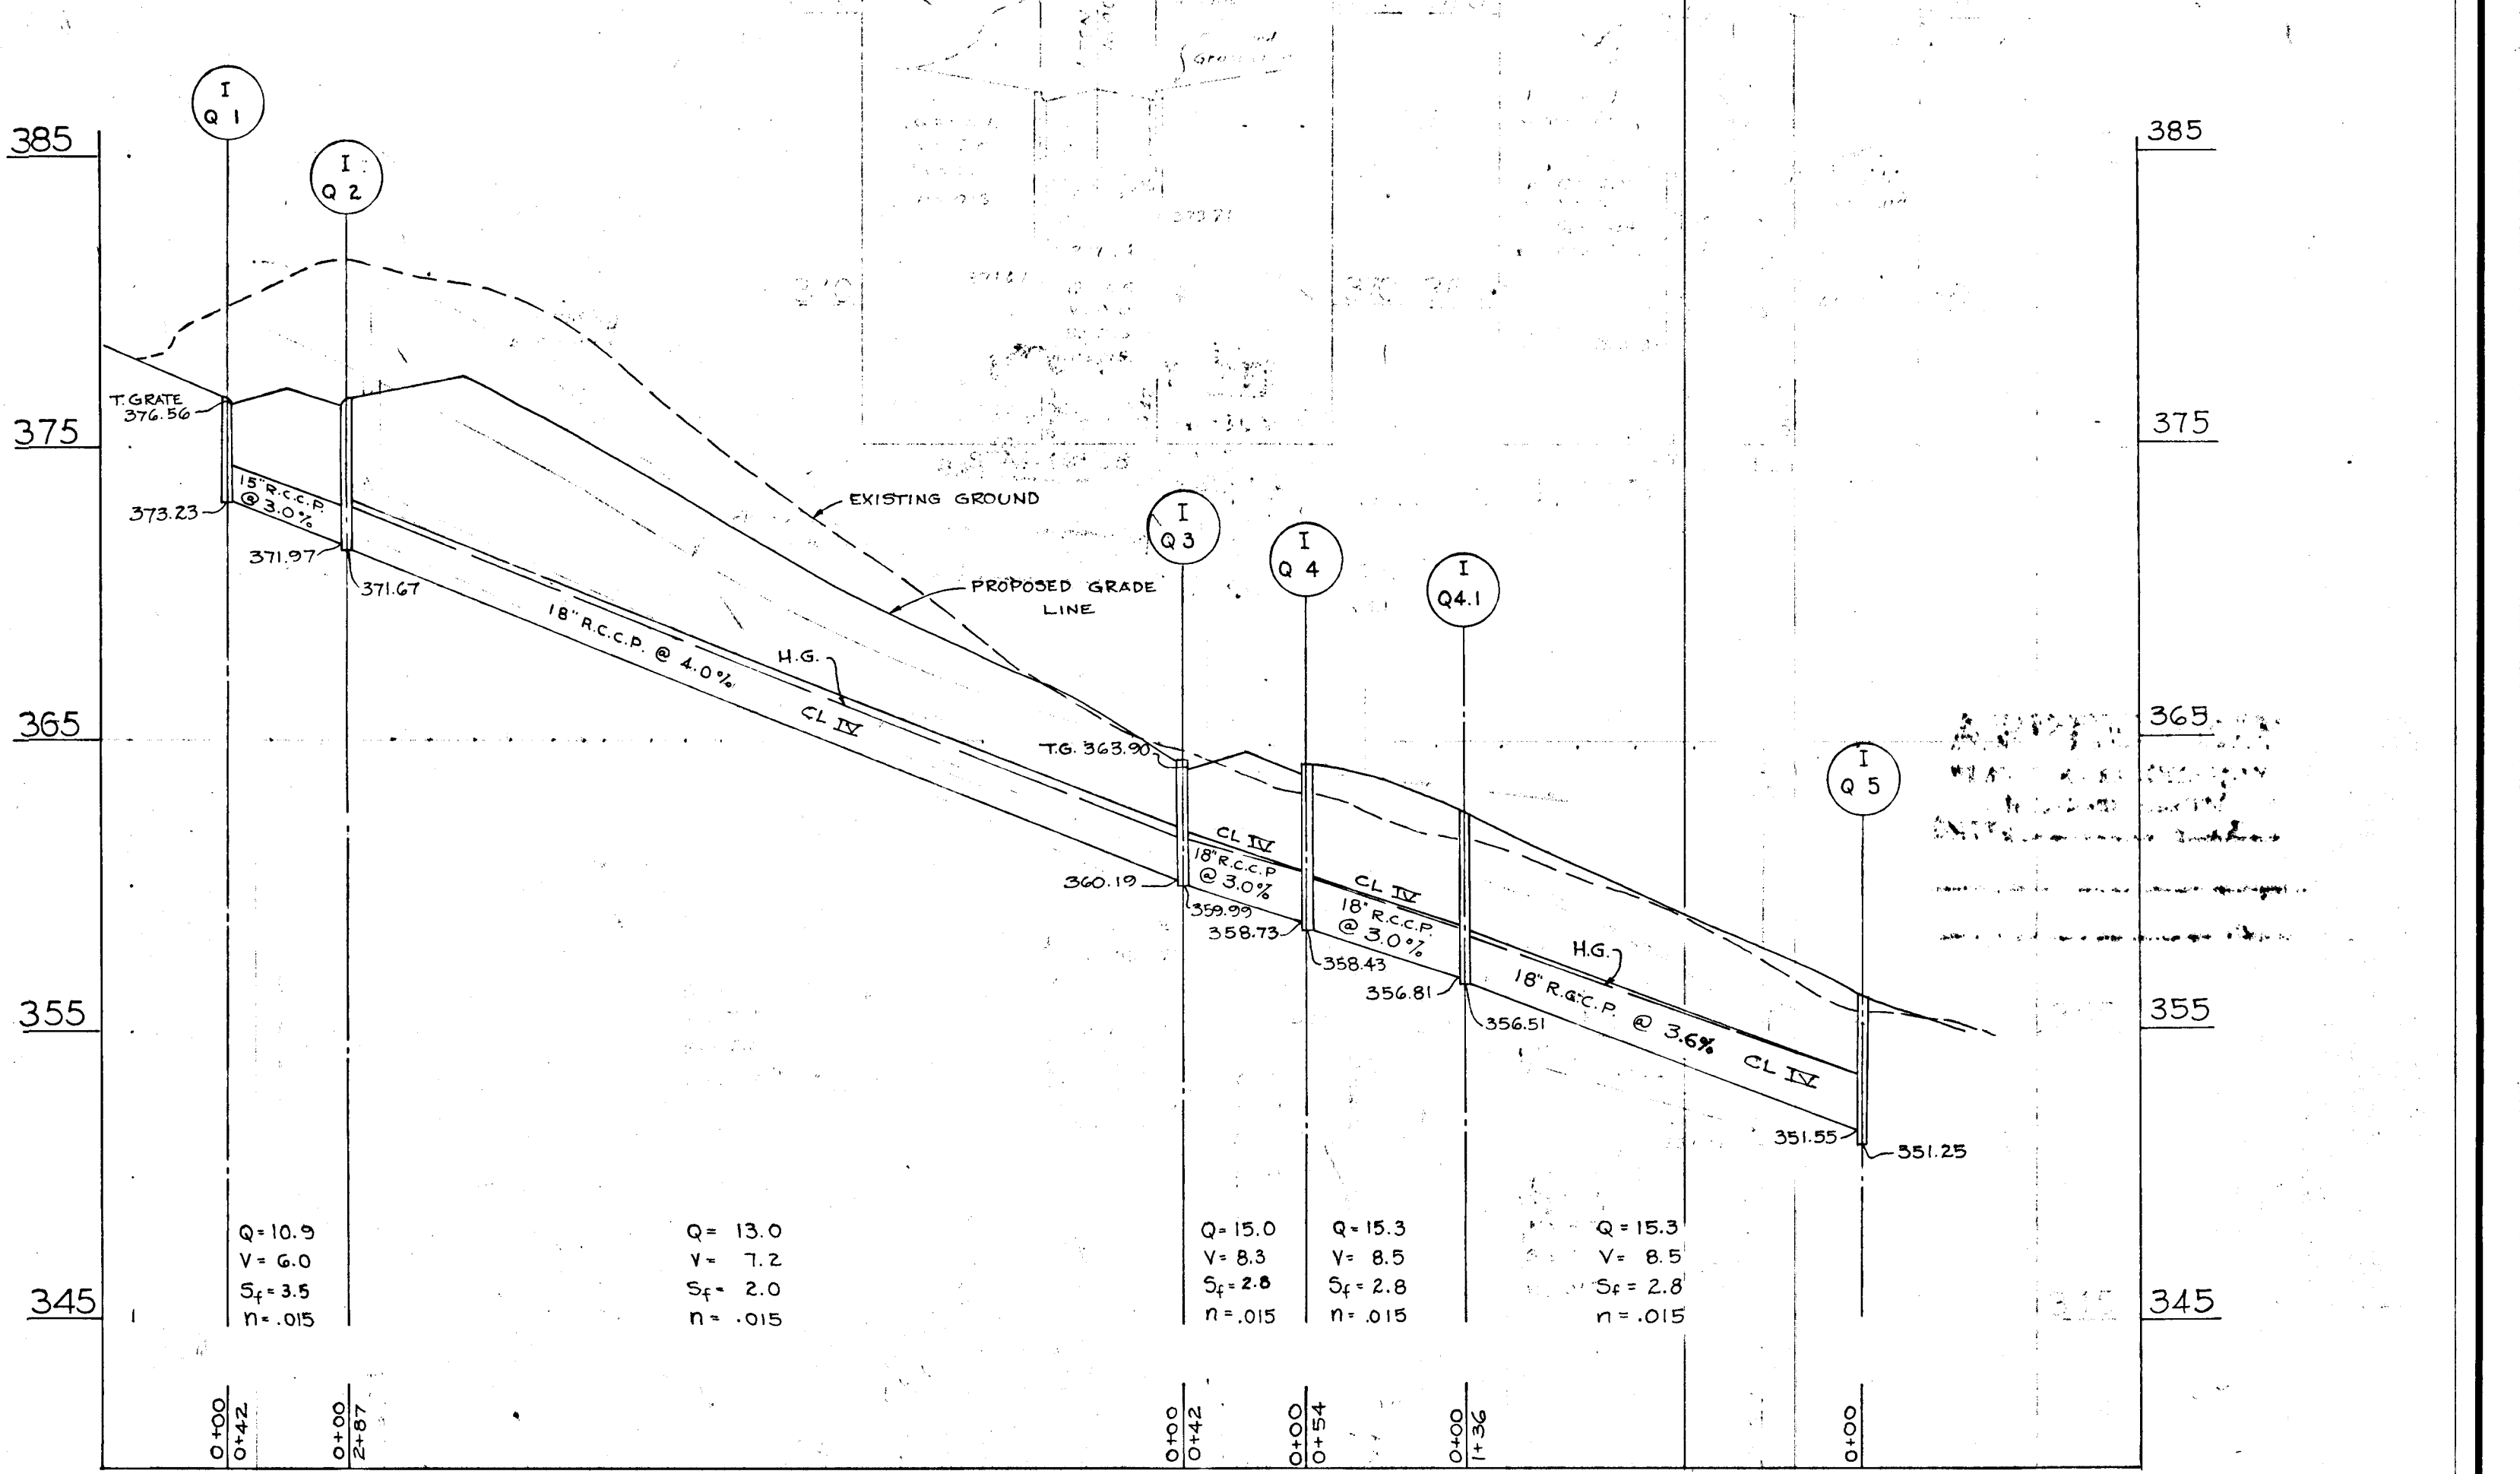 I
Q 1
I
Q 2
385
385
T. GRATE
376.56
375
375
EXISTING GROUND
15" R.C.C.P.
@ 3.0%
373.23
371.97
371.67
I
Q 3
I
Q 4
I
Q4.1
PROPOSED GRADE
LINE
18" R.C.C.P. @ 4.0%
H.G.
CL IV
365
365
T.G. 363.90
I
Q 5
CL IV
18" R.C.C.P
@ 3.0%
360.19
359.99
358.73
CL IV
18" R.C.C.P.
@ 3.0%
358.43
356.81
356.51
H.G.
18" R.C.C.P. @ 3.6% CL IV
355
355
351.55
351.25
Q = 10.9
V = 6.0
Sf = 3.5
n = .015
Q = 13.0
V = 7.2
Sf = 2.0
n = .015
Q = 15.0
V = 8.3
Sf = 2.8
n = .015
Q = 15.3
V = 8.5
Sf = 2.8
n = .015
Q = 15.3
V = 8.5
Sf = 2.8
n = .015
345
345
0+00
0+42
0+00
2+87
0+00
0+42
0+00
0+54
0+00
1+36
0+00